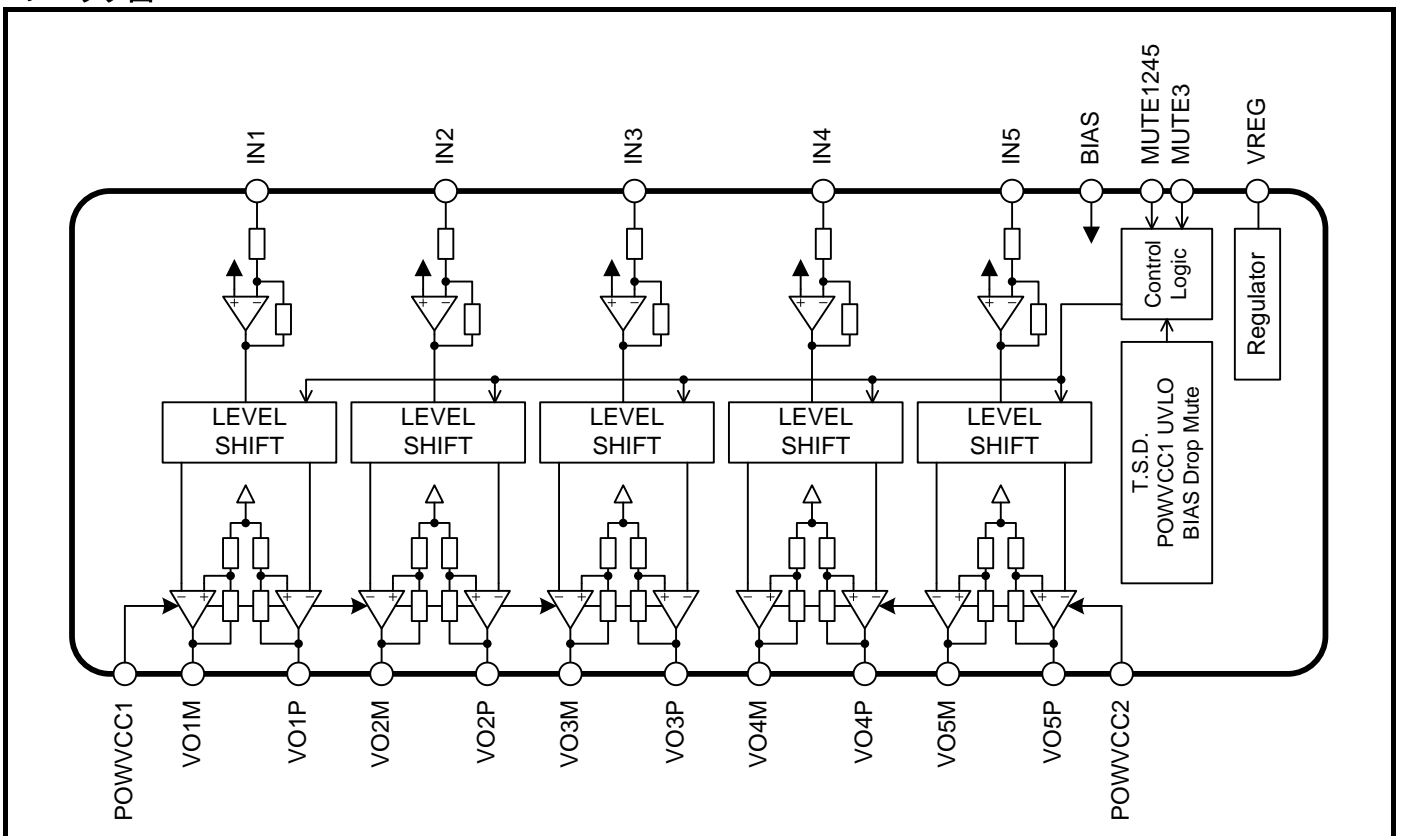 IN1
IN2
IN3
IN4
IN5
BIAS
MUTE1245
MUTE3
VREG
Control
Logic
Regulator
T.S.D.
POWVCC1 UVLO
BIAS Drop Mute
LEVEL
SHIFT
LEVEL
SHIFT
LEVEL
SHIFT
LEVEL
SHIFT
LEVEL
SHIFT
POWVCC1
VO1M
VO1P
VO2M
VO2P
VO3M
VO3P
VO4M
VO4P
VO5M
VO5P
POWVCC2